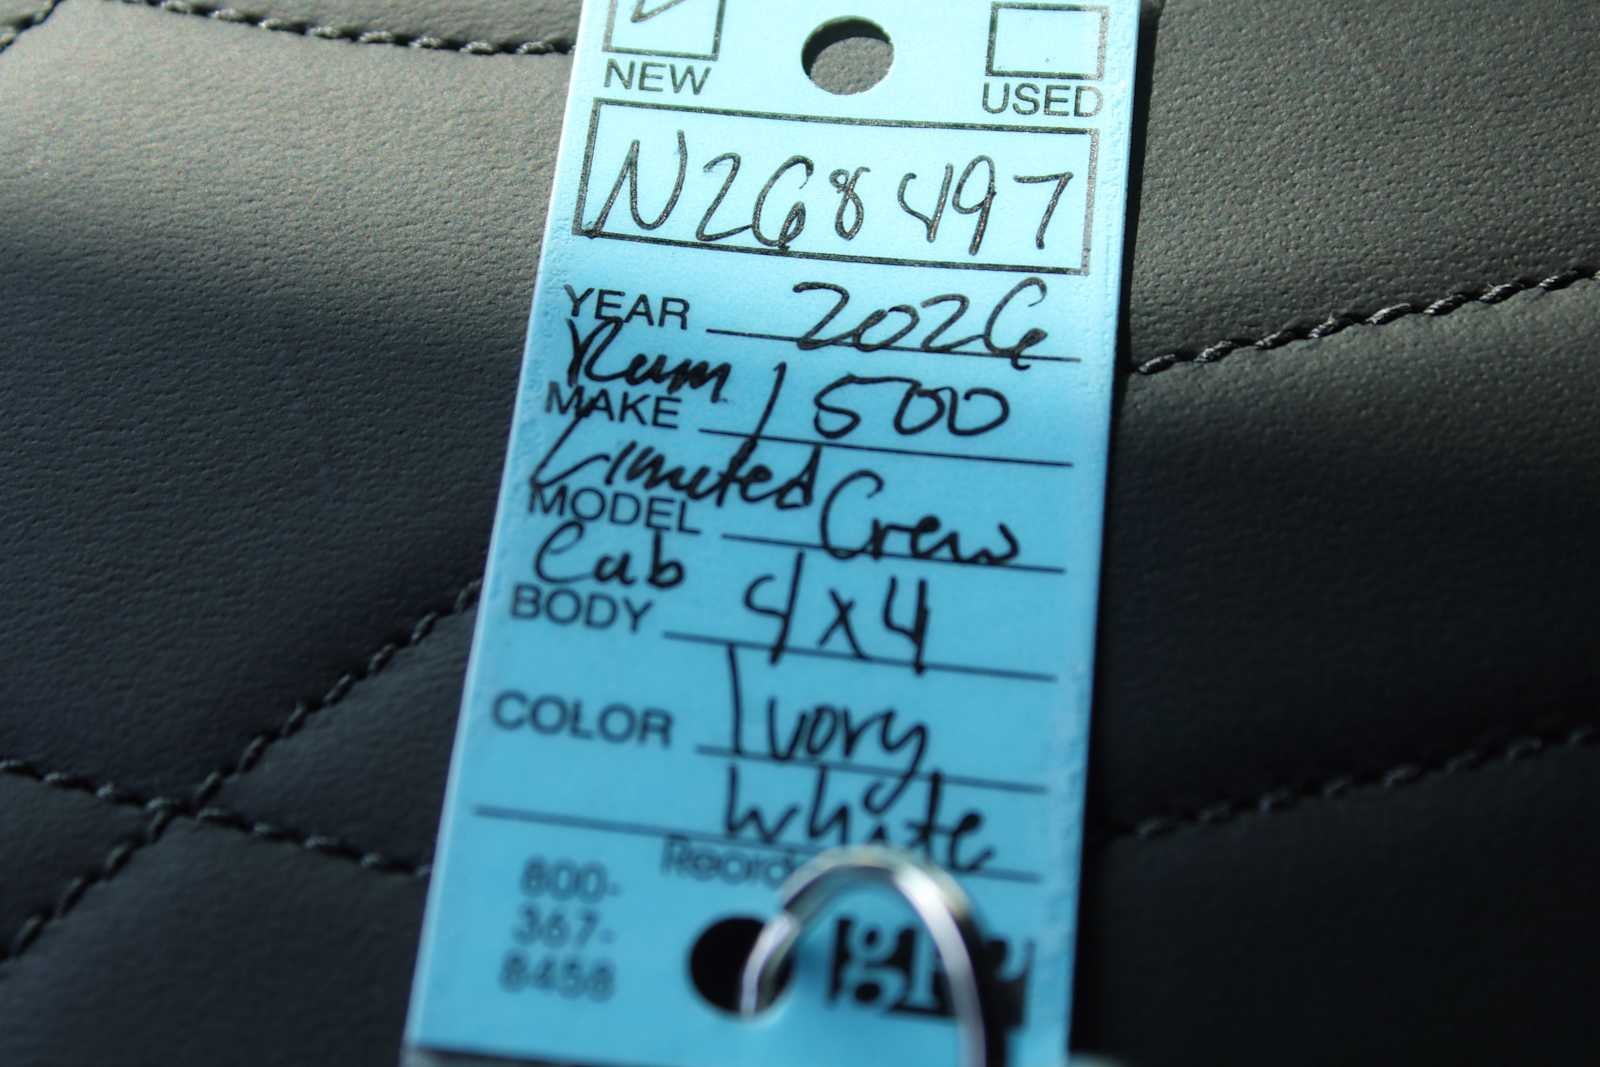 NEW USED
N268497
YEAR 2026
Ram 1500
MAKE
Limited Crew
MODEL
Cab 4x4
BODY
COLOR Ivory
White
800-
367-
8458